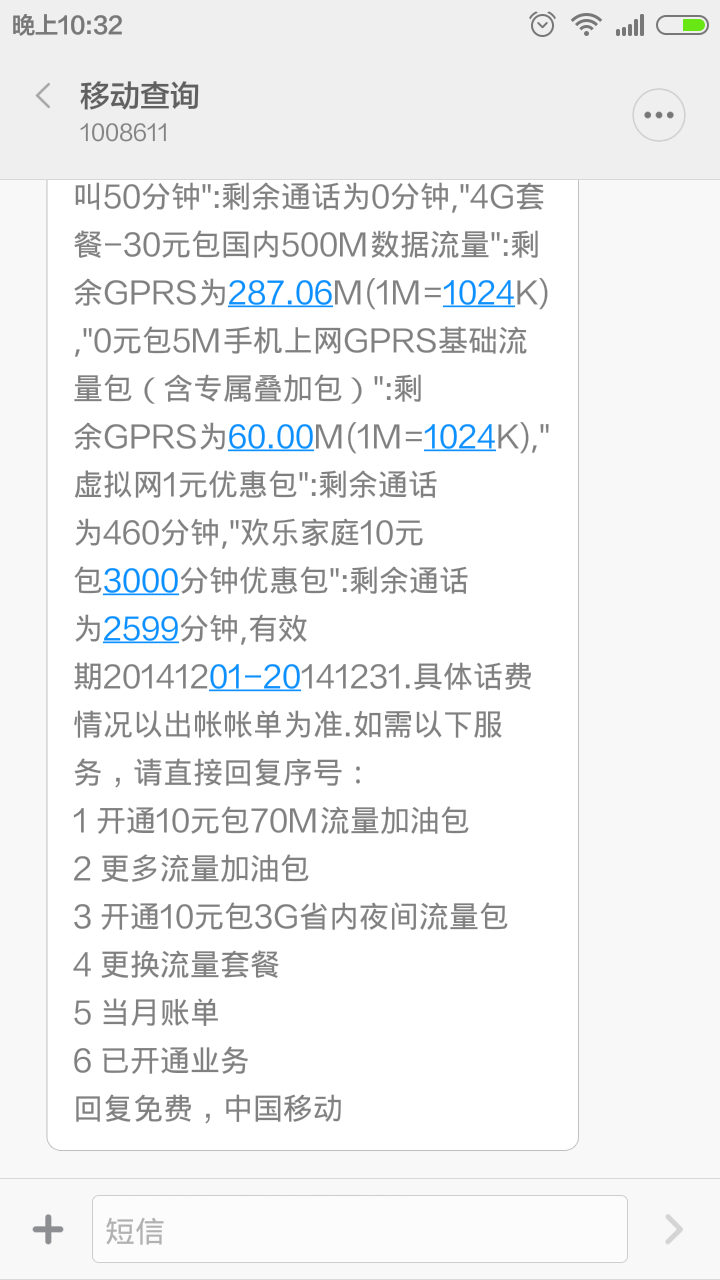 晚上10:32
移动查询
1008611
叫50分钟":剩余通话为0分钟,"4G套
餐–30元包国内500M数据流量":剩
余GPRS为287.06M(1M=1024K)
,"0元包5M手机上网GPRS基础流
量包（含专属叠加包）":剩
余GPRS为60.00M(1M=1024K),"
虚拟网1元优惠包":剩余通话
为460分钟,"欢乐家庭10元
包3000分钟优惠包":剩余通话
为2599分钟,有效
期20141201–20141231.具体话费
情况以出帐帐单为准.如需以下服
务，请直接回复序号：
1 开通10元包70M流量加油包
2 更多流量加油包
3 开通10元包3G省内夜间流量包
4 更换流量套餐
5 当月账单
6 已开通业务
回复免费，中国移动
短信